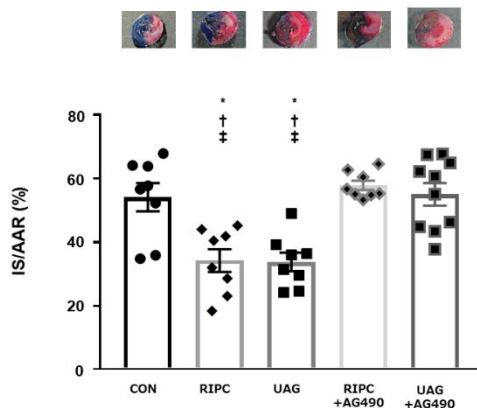 * *
† †
‡ ‡
80
60
40
20
0
IS/AAR (%)
CON RIPC UAG RIPC UAG
+AG490 +AG490